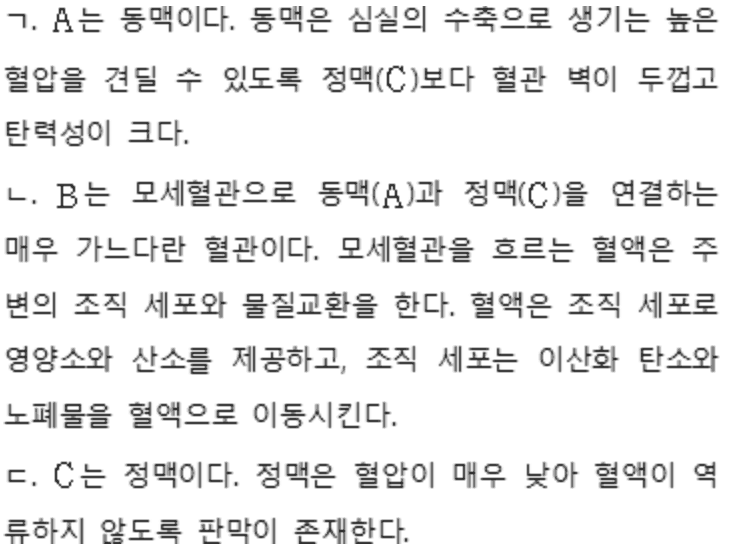 ㄱ. A는 동맥이다. 동맥은 심실의 수축으로 생기는 높은
혈압을 견딜 수 있도록 정맥(C)보다 혈관 벽이 두껍고
탄력성이 크다.
ㄴ. B는 모세혈관으로 동맥(A)과 정맥(C)을 연결하는
매우 가느다란 혈관이다. 모세혈관을 흐르는 혈액은 주
변의 조직 세포와 물질교환을 한다. 혈액은 조직 세포로
영양소와 산소를 제공하고, 조직 세포는 이산화 탄소와
노폐물을 혈액으로 이동시킨다.
ㄷ. C는 정맥이다. 정맥은 혈압이 매우 낮아 혈액이 역
류하지 않도록 판막이 존재한다.